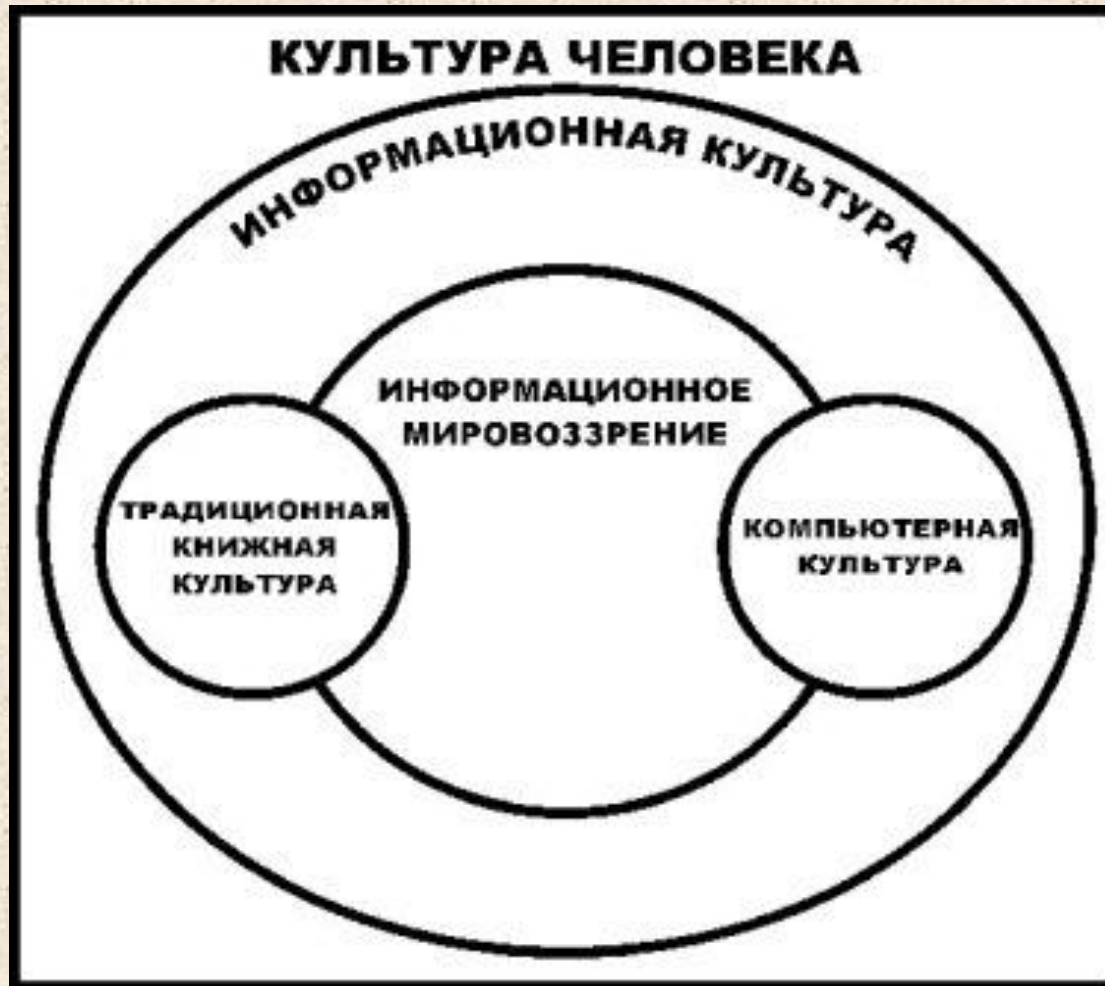 КУЛЬТУРА ЧЕЛОВЕКА
ИНФОРМАЦИОННАЯ КУЛЬТУРА
ИНФОРМАЦИОННОЕ
МИРОВОЗЗРЕНИЕ
ТРАДИЦИОННАЯ
КНИЖНАЯ
КУЛЬТУРА
КОМПЬЮТЕРНАЯ
КУЛЬТУРА